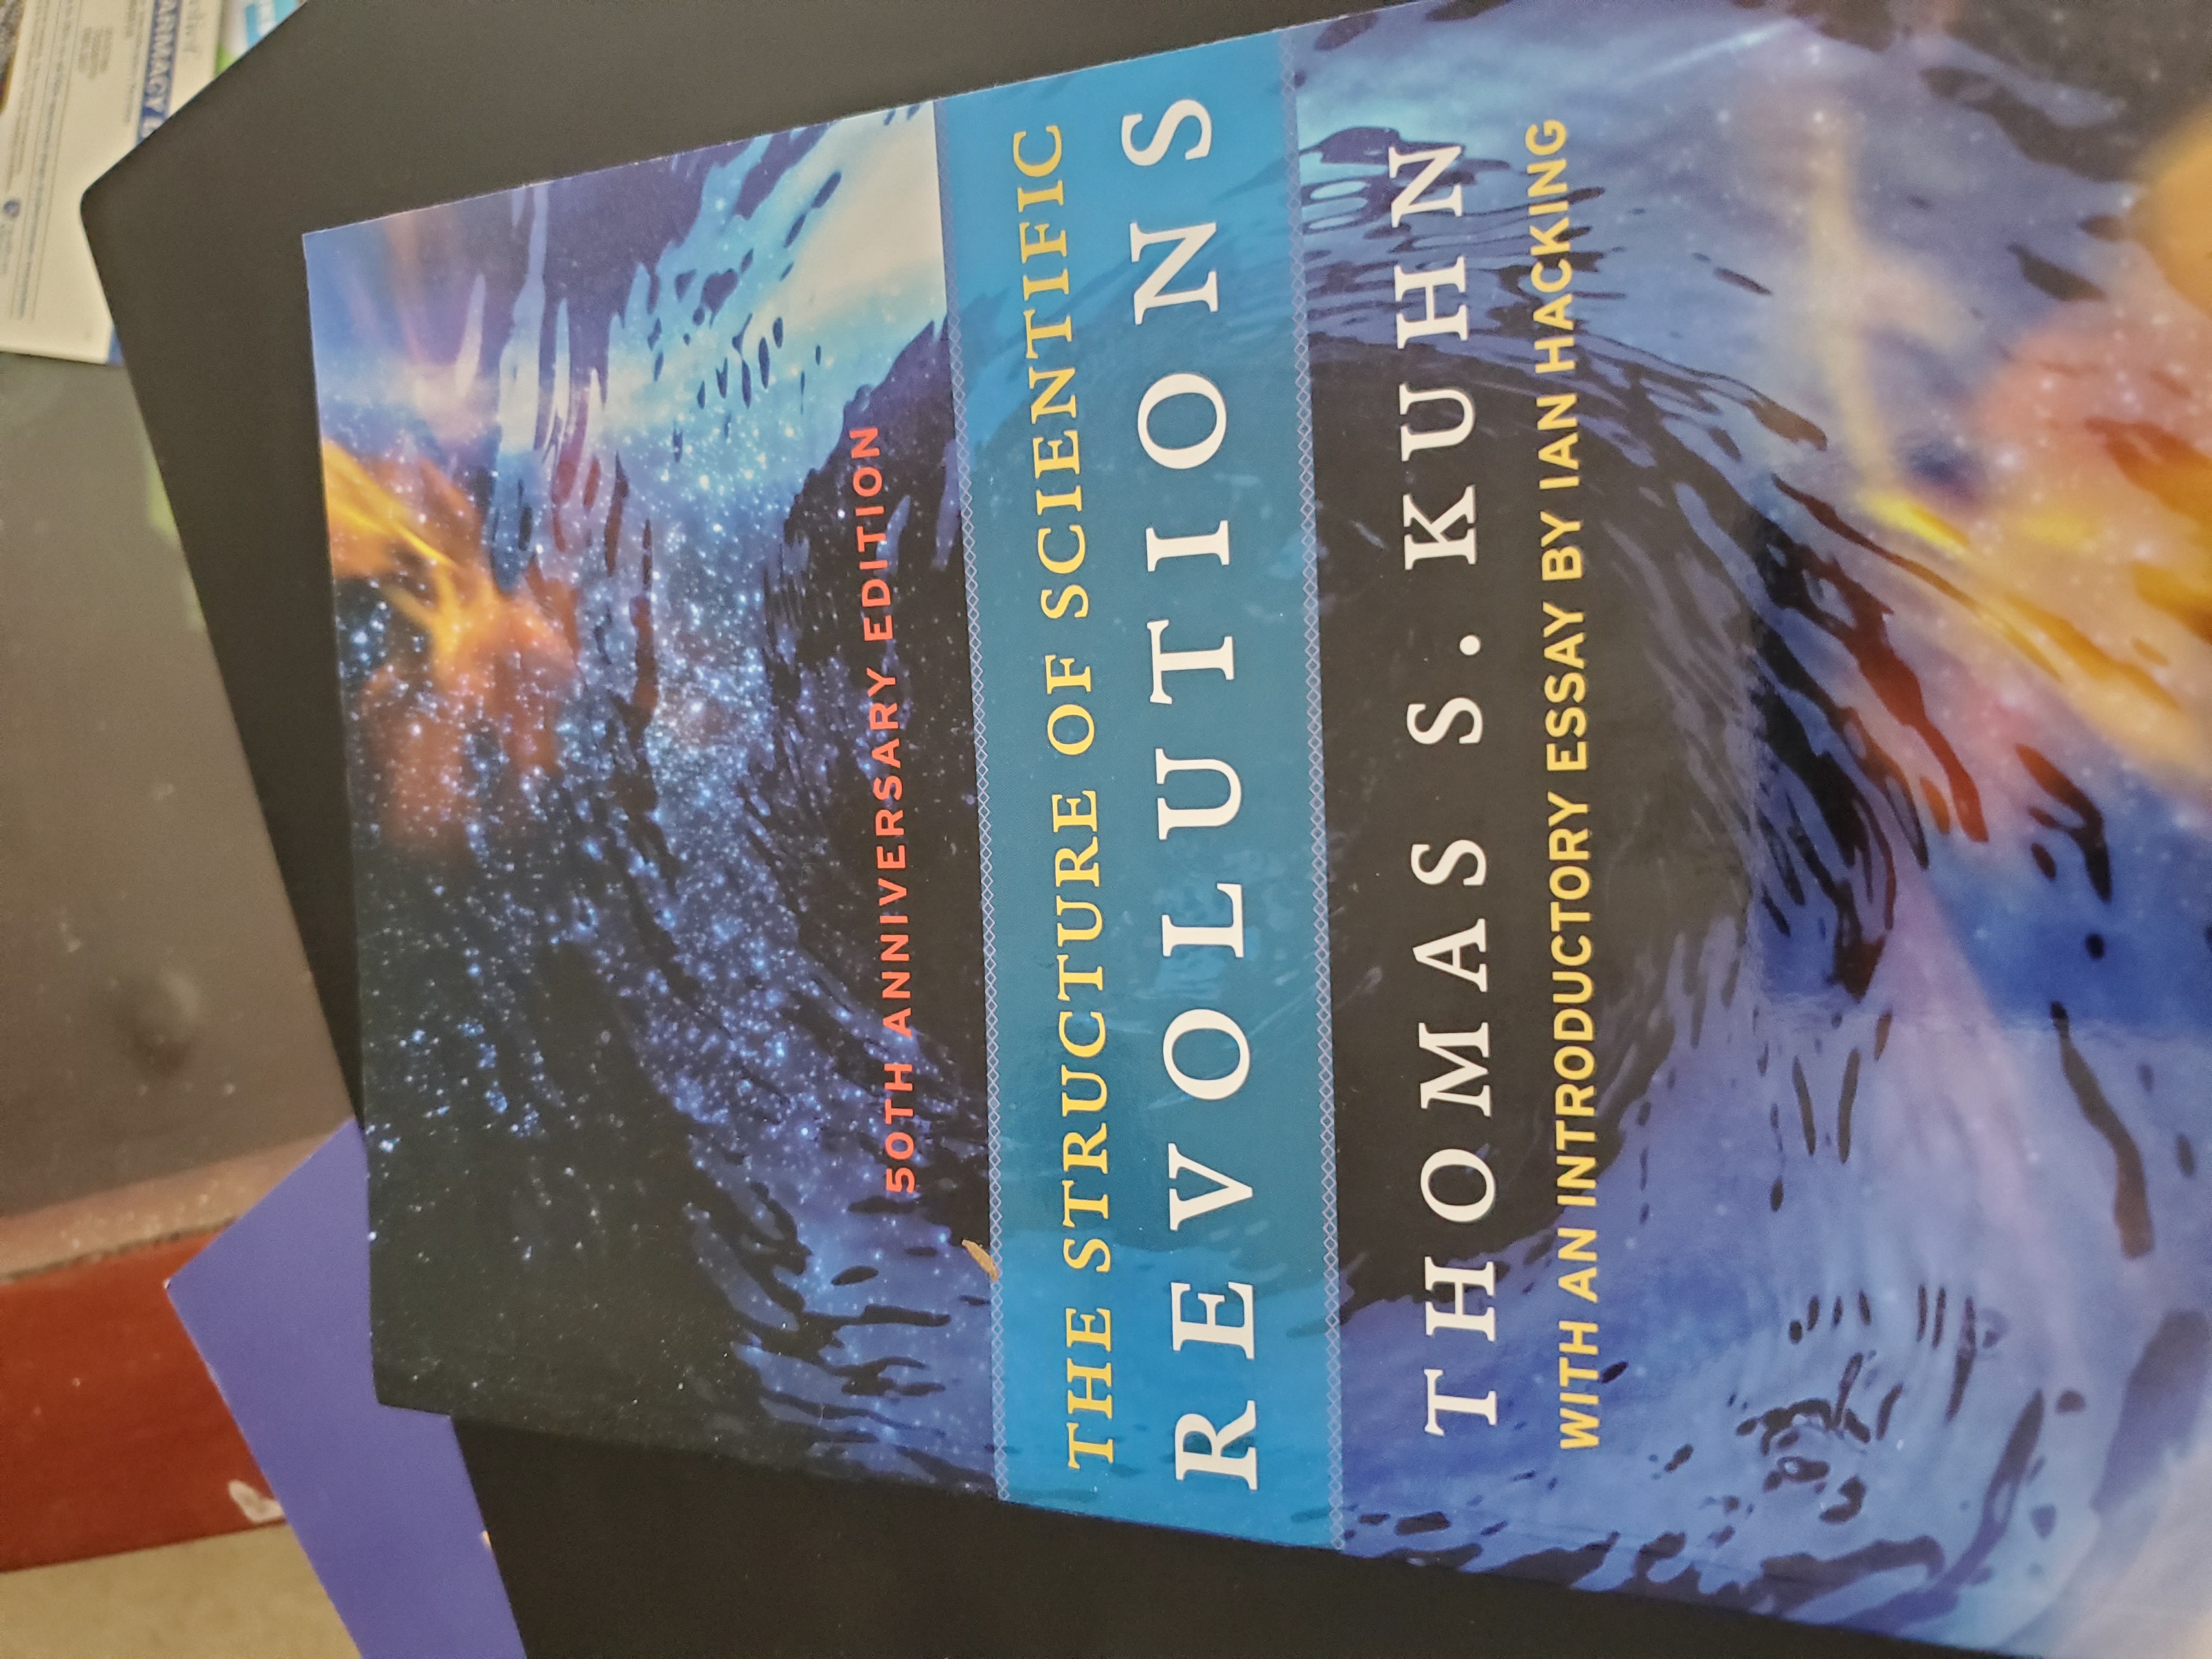 50TH ANNIVERSARY EDITION
THE STRUCTURE OF SCIENTIFIC
REVOLUTIONS
THOMAS S. KUHN
WITH AN INTRODUCTORY ESSAY BY IAN HACKING